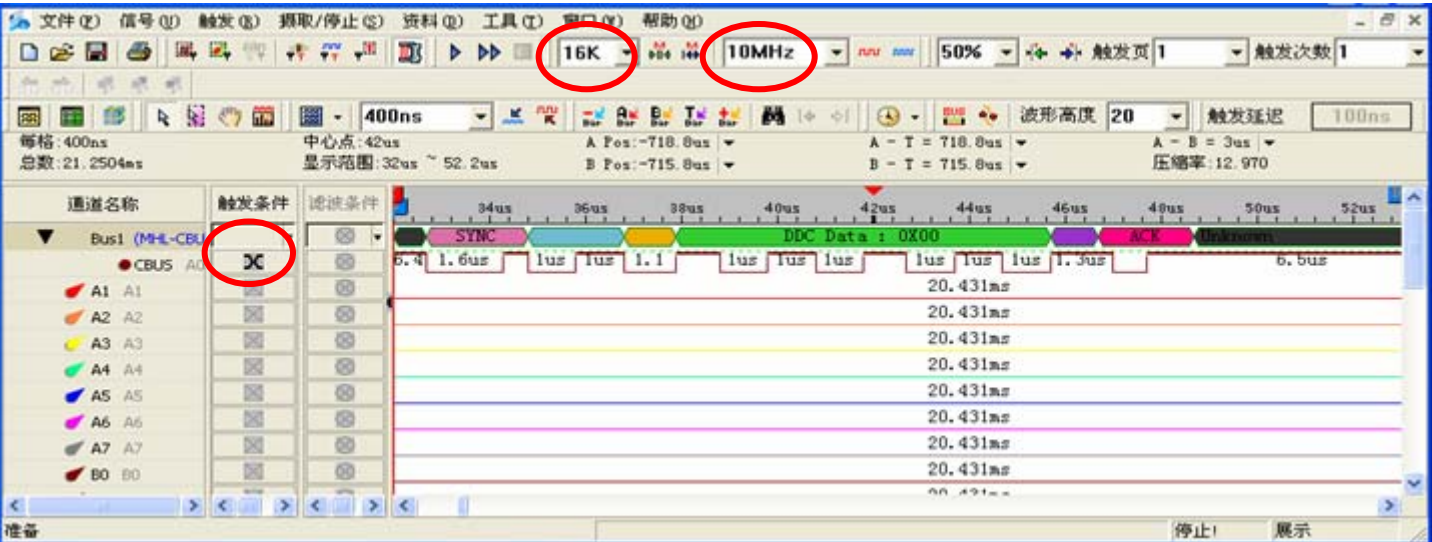 文件(F) 信号(U) 触发(R) 撷取/停止(S) 资料(D) 工具(T) 窗口(W) 帮助(H)
16K 10MHz 50% 触发页 1 触发次数 1
400ns 波形高度 20 触发延迟 100ns
每格:400ns 中心点:42us A Pos:-718.8us A - T = 718.8us A - B = 3us
总数:21.2504ms 显示范围:32us ~ 52.2us B Pos:-715.8us B - T = 715.8us 压缩率:12.970
通道名称 触发条件 滤波条件 34us 36us 38us 40us 42us 44us 46us 48us 50us 52us
Bus1 (MHL-CBU SYNC DDC Data : 0X00 ACK Unknown
CBUS A0 6.4 1.6us 1us 1us 1.1 1us 1us 1us 1us 1us 1us 1.3us 6.5us
A1 A1 20.431ms
A2 A2 20.431ms
A3 A3 20.431ms
A4 A4 20.431ms
A5 A5 20.431ms
A6 A6 20.431ms
A7 A7 20.431ms
B0 B0 20.431ms
准备 停止! 展示